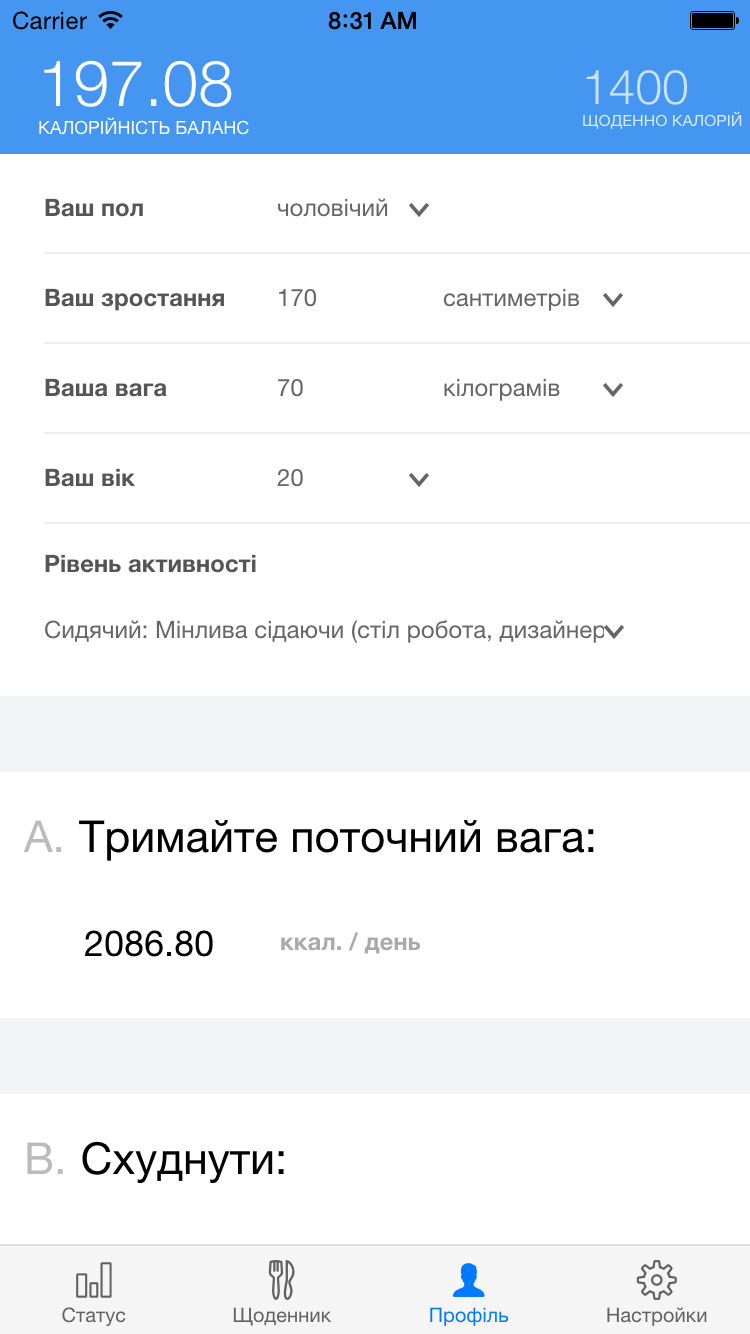 Carrier 8:31 AM
197.08 1400
КАЛОРІЙНІСТЬ БАЛАНС ЩОДЕННО КАЛОРІЙ
Ваш пол чоловічий
Ваш зростання 170 сантиметрів
Ваша вага 70 кілограмів
Ваш вік 20
Рівень активності
Сидячий: Мінлива сідаючи (стіл робота, дизайнер
A. Тримайте поточний вага:
2086.80 ккал. / день
B. Схуднути:
Статус Щоденник Профіль Настройки